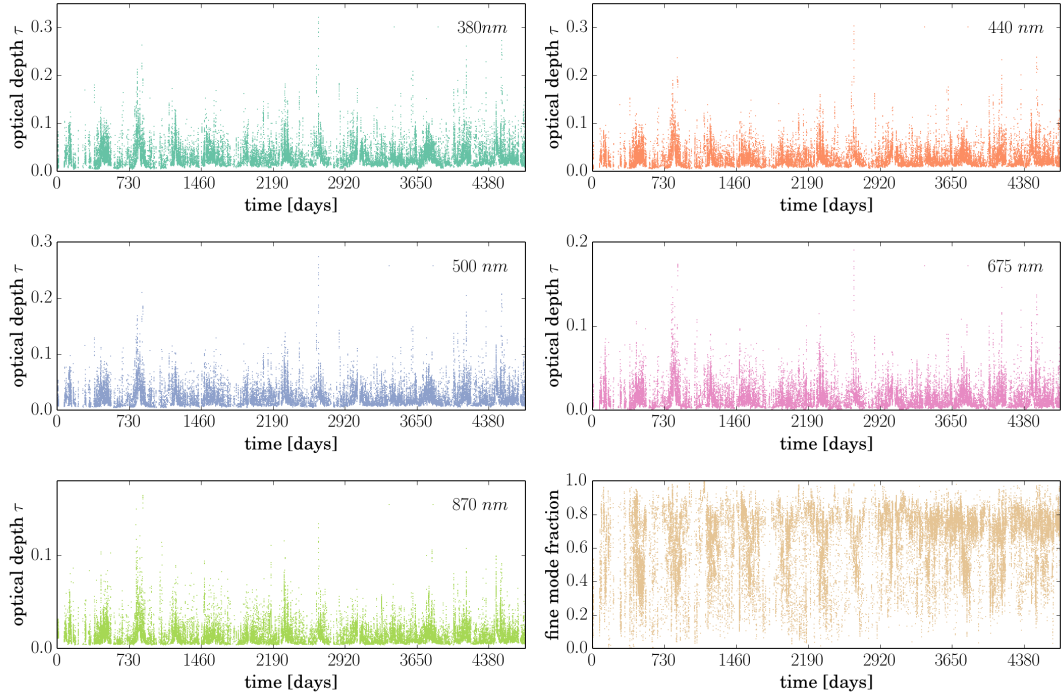 optical depth τ
0.3
0.2
0.1
0.0
380nm
0 730 1460 2190 2920 3650 4380
time [days]
optical depth τ
0.3
0.2
0.1
0.0
440 nm
0 730 1460 2190 2920 3650 4380
time [days]
optical depth τ
0.3
0.2
0.1
0.0
500 nm
0 730 1460 2190 2920 3650 4380
time [days]
optical depth τ
0.2
0.1
0.0
675 nm
0 730 1460 2190 2920 3650 4380
time [days]
optical depth τ
0.1
0.0
870 nm
0 730 1460 2190 2920 3650 4380
time [days]
fine mode fraction
1.0
0.8
0.6
0.4
0.2
0.0
0 730 1460 2190 2920 3650 4380
time [days]